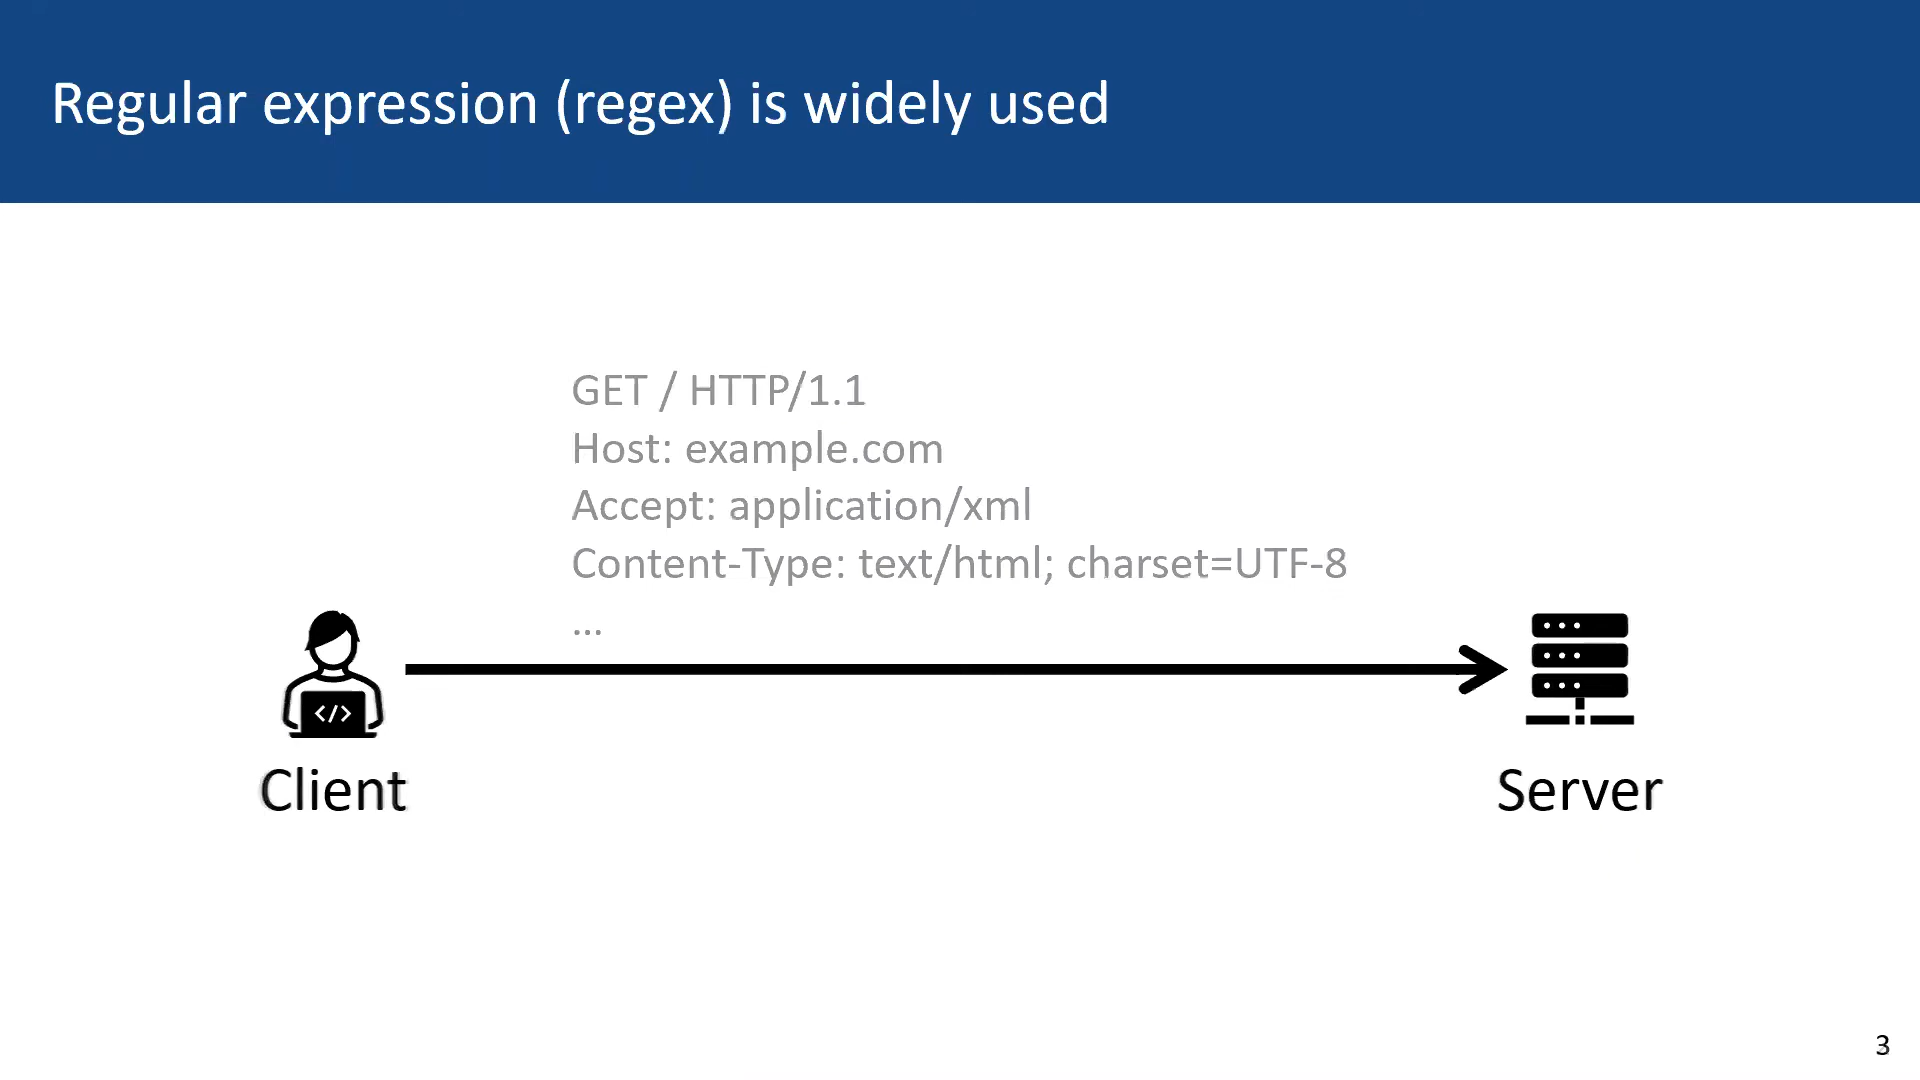 Regular expression (regex) is widely used
GET / HTTP/1.1
Host: example.com
Accept: application/xml
Content-Type: text/html; charset=UTF-8
...
</>
Client
Server
3